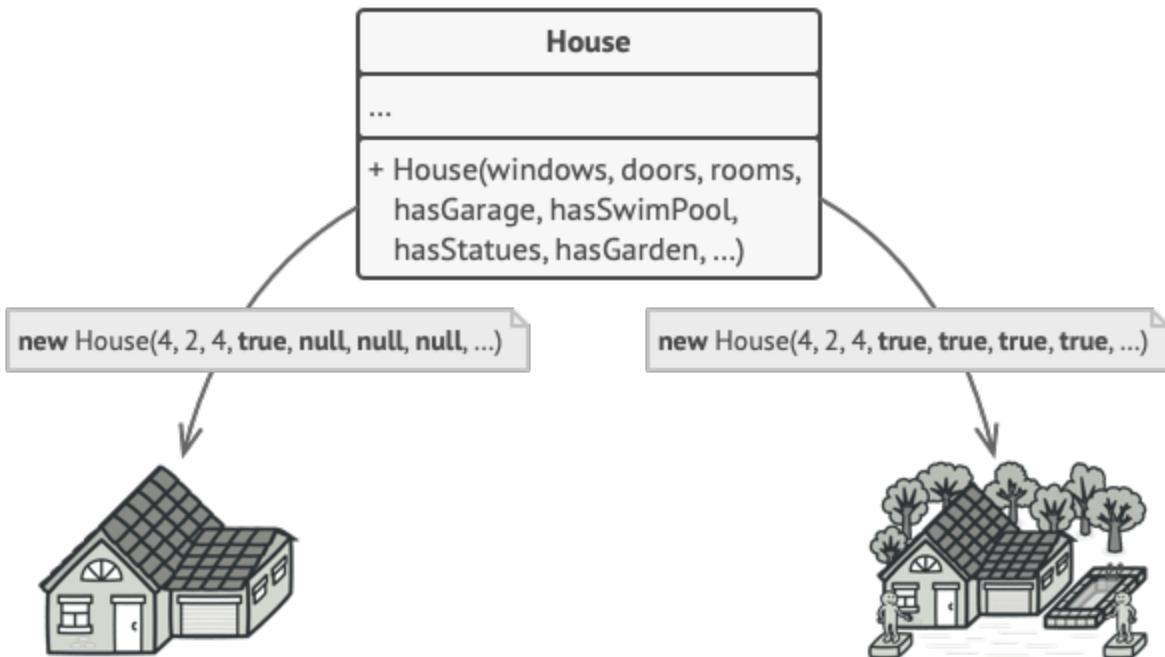 House
...
+ House(windows, doors, rooms,
hasGarage, hasSwimPool,
hasStatues, hasGarden, ...)
new House(4, 2, 4, true, null, null, null, ...)
new House(4, 2, 4, true, true, true, true, ...)